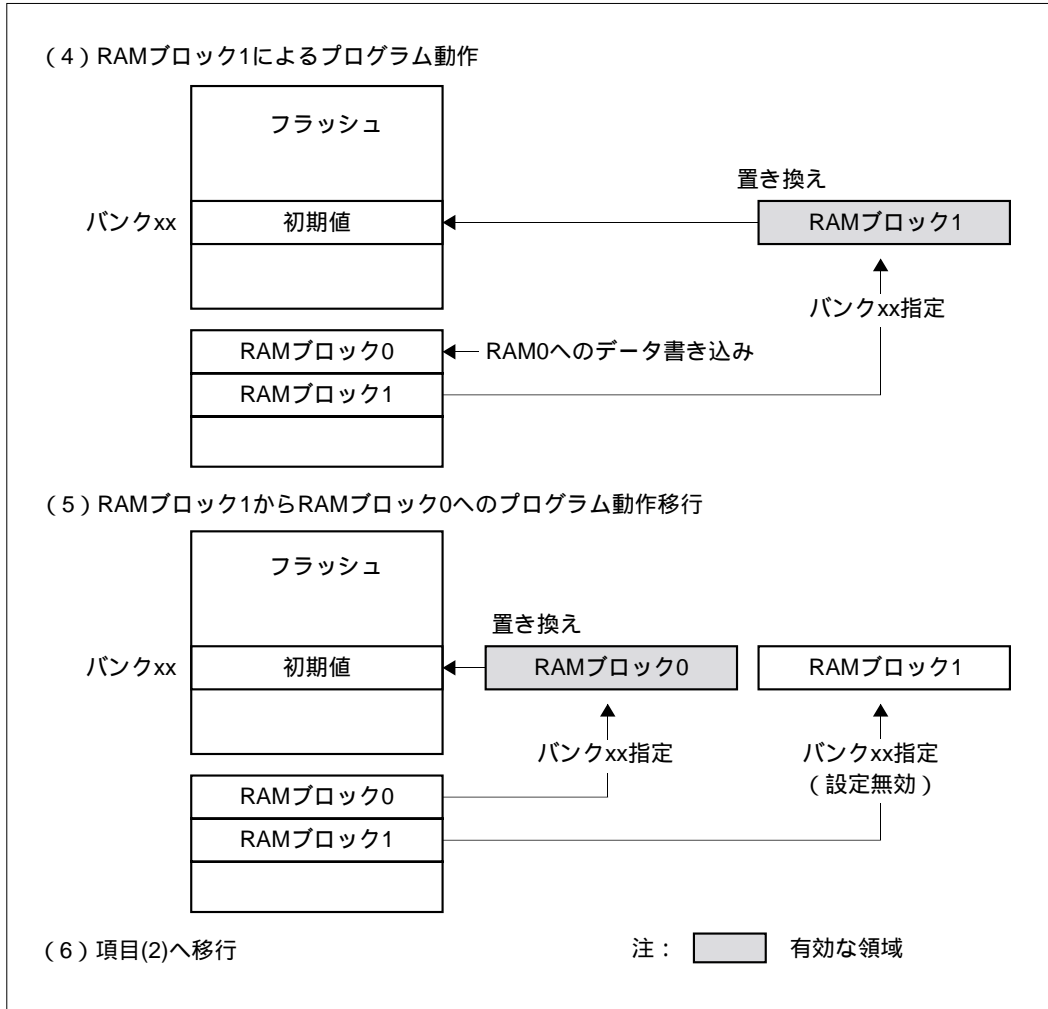 （4）RAMブロック1によるプログラム動作
フラッシュ
置き換え
バンクxx
初期値
RAMブロック1
バンクxx指定
RAMブロック0
RAM0へのデータ書き込み
RAMブロック1
（5）RAMブロック1からRAMブロック0へのプログラム動作移行
フラッシュ
置き換え
バンクxx
初期値
RAMブロック0
RAMブロック1
バンクxx指定
バンクxx指定
（設定無効）
RAMブロック0
RAMブロック1
（6）項目(2)へ移行
注：
有効な領域